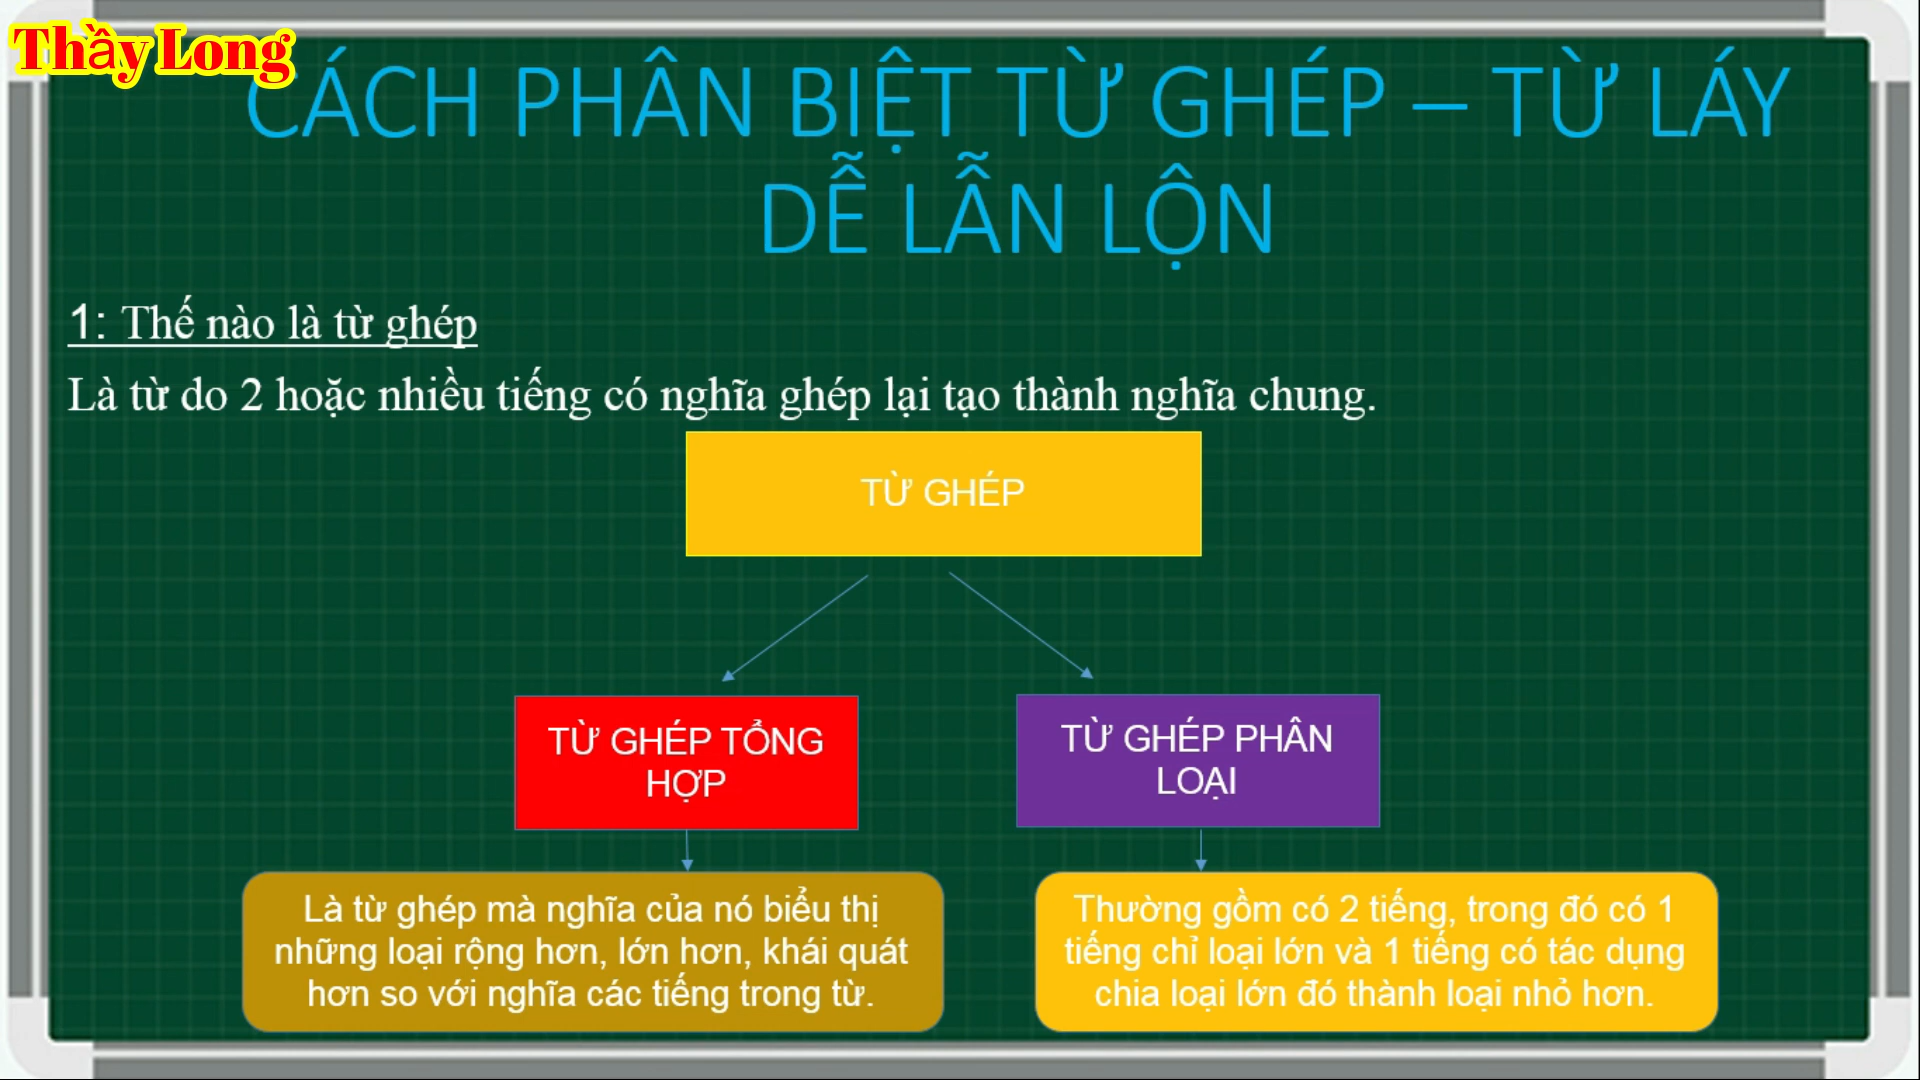 Thầy Long
CÁCH PHÂN BIỆT TỪ GHÉP – TỪ LÁY
DỄ LẪN LỘN
1: Thế nào là từ ghép
Là từ do 2 hoặc nhiều tiếng có nghĩa ghép lại tạo thành nghĩa chung.
TỪ GHÉP
TỪ GHÉP TỔNG
HỢP
TỪ GHÉP PHÂN
LOẠI
Là từ ghép mà nghĩa của nó biểu thị
những loại rộng hơn, lớn hơn, khái quát
hơn so với nghĩa các tiếng trong từ.
Thường gồm có 2 tiếng, trong đó có 1
tiếng chỉ loại lớn và 1 tiếng có tác dụng
chia loại lớn đó thành loại nhỏ hơn.